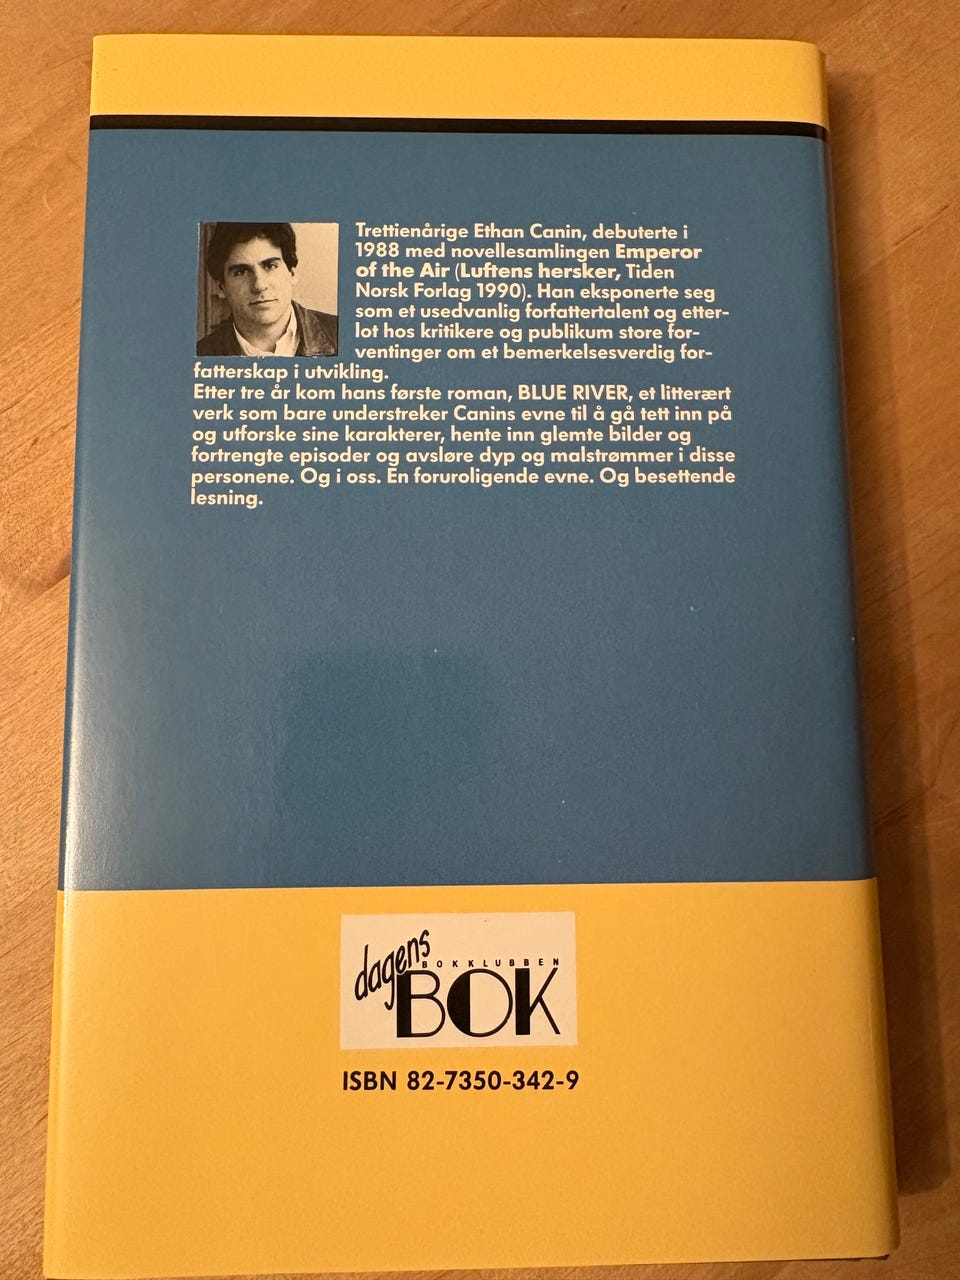 Trettienårige Ethan Canin, debuterte i
1988 med novellesamlingen Emperor
of the Air (Luftens hersker, Tiden
Norsk Forlag 1990). Han eksponerte seg
som et usedvanlig forfattertalent og etter-
lot hos kritikere og publikum store for-
ventinger om et bemerkelsesverdig for-
fatterskap i utvikling.
Etter tre år kom hans første roman, BLUE RIVER, et litterært
verk som bare understreker Canins evne til å gå tett inn på
og utforske sine karakterer, hente inn glemte bilder og
fortrengte episoder og avsløre dyp og malstrømmer i disse
personene. Og i oss. En foruroligende evne. Og besettende
lesning.
dagens
BOKKLUBBEN
BOK
ISBN 82-7350-342-9